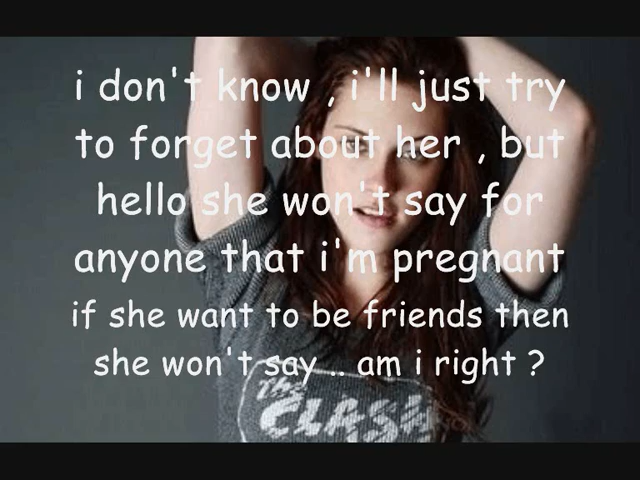 i don't know , i'll just try
to forget about her , but
hello she won't say for
anyone that i'm pregnant
if she want to be friends then
she won't say .. am i right ?
The
CLASH